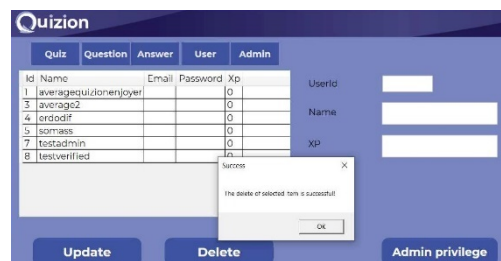 Quizion
Quiz Question Answer User Admin
Id Name Email Password Xp
1 averagequizionenjoyer 0
3 average2 0
4 erdodif 0
5 somass 0
7 testadmin 0
8 testverified 0
UserId
Name
XP
Success
The delete of selected item is successfull
OK
Update Delete Admin privilege